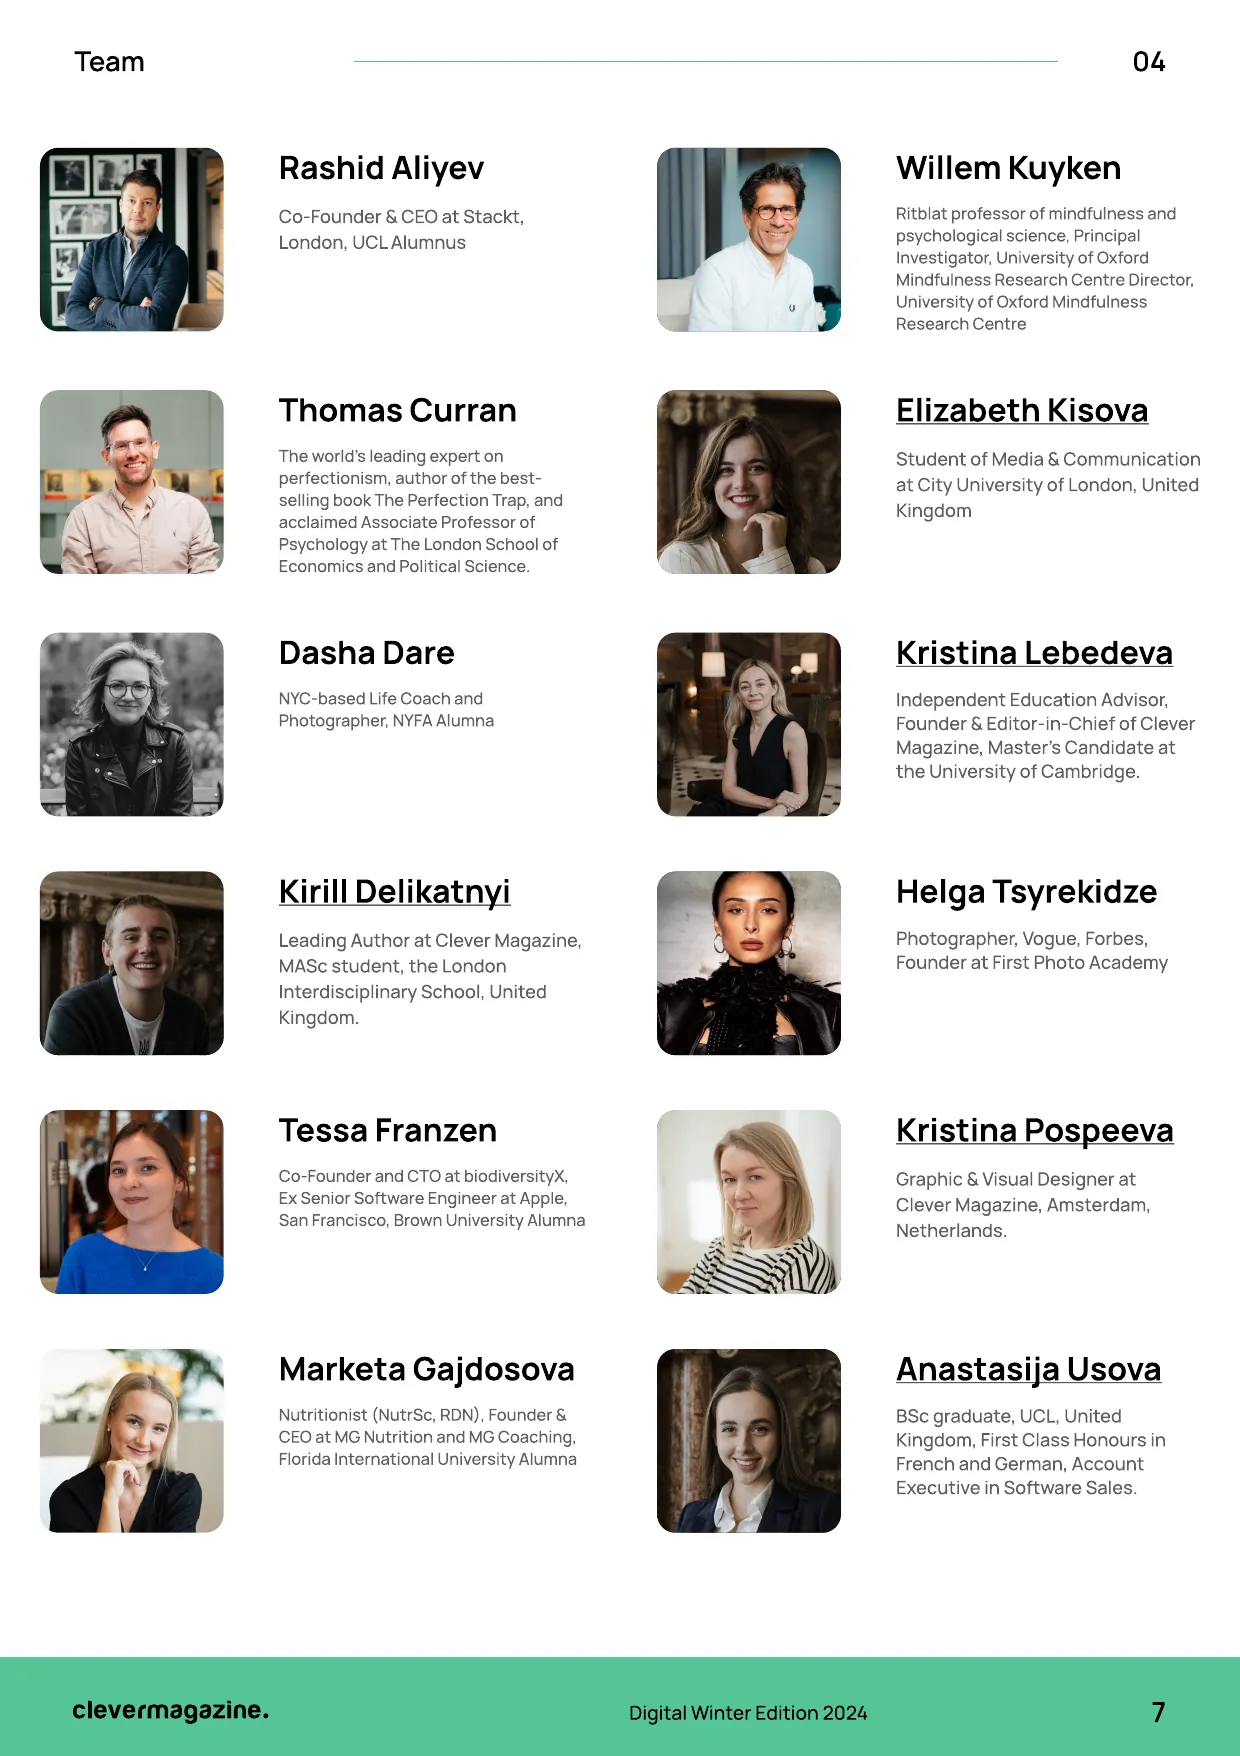 Team
04
Rashid Aliyev
Co-Founder & CEO at Stackt,
London, UCL Alumnus
Willem Kuyken
Ritblat professor of mindfulness and
psychological science, Principal
Investigator, University of Oxford
Mindfulness Research Centre Director,
University of Oxford Mindfulness
Research Centre
Thomas Curran
The world's leading expert on
perfectionism, author of the best-
selling book The Perfection Trap, and
acclaimed Associate Professor of
Psychology at The London School of
Economics and Political Science.
Elizabeth Kisova
Student of Media & Communication
at City University of London, United
Kingdom
Dasha Dare
NYC-based Life Coach and
Photographer, NYFA Alumna
Kristina Lebedeva
Independent Education Advisor,
Founder & Editor-in-Chief of Clever
Magazine, Master's Candidate at
the University of Cambridge.
Kirill Delikatnyi
Leading Author at Clever Magazine,
MASc student, the London
Interdisciplinary School, United
Kingdom.
Helga Tsyrekidze
Photographer, Vogue, Forbes,
Founder at First Photo Academy
Tessa Franzen
Co-Founder and CTO at biodiversityX,
Ex Senior Software Engineer at Apple,
San Francisco, Brown University Alumna
Kristina Pospeeva
Graphic & Visual Designer at
Clever Magazine, Amsterdam,
Netherlands.
Marketa Gajdosova
Nutritionist (NutrSc, RDN), Founder &
CEO at MG Nutrition and MG Coaching,
Florida International University Alumna
Anastasija Usova
BSc graduate, UCL, United
Kingdom, First Class Honours in
French and German, Account
Executive in Software Sales.
clevermagazine.
Digital Winter Edition 2024
7